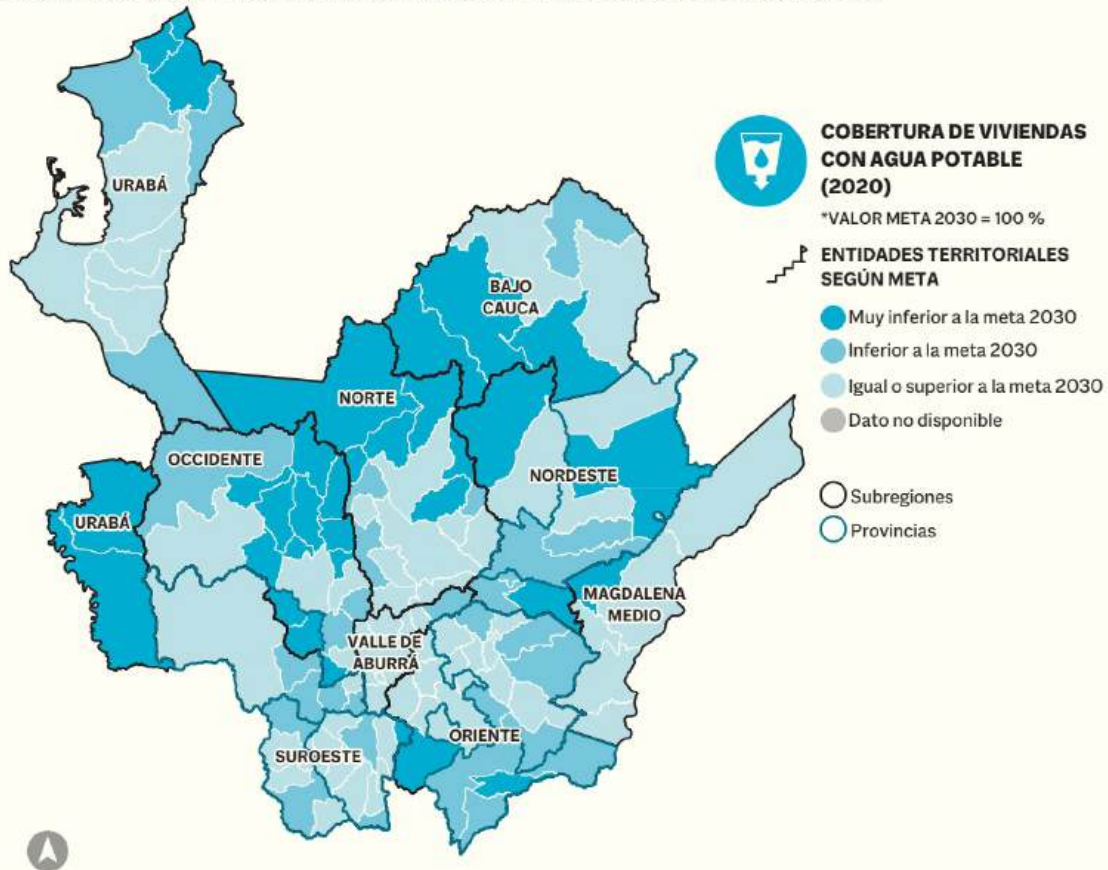 URABÁ
BAJO
CAUCA
NORTE
OCCIDENTE
NORDESTE
URABÁ
MAGDALENA
MEDIO
VALLE DE
ABURRÁ
ORIENTE
SUROESTE
COBERTURA DE VIVIENDAS
CON AGUA POTABLE
(2020)
*VALOR META 2030 = 100 %
ENTIDADES TERRITORIALES
SEGÚN META
Muy inferior a la meta 2030
Inferior a la meta 2030
Igual o superior a la meta 2030
Dato no disponible
Subregiones
Provincias